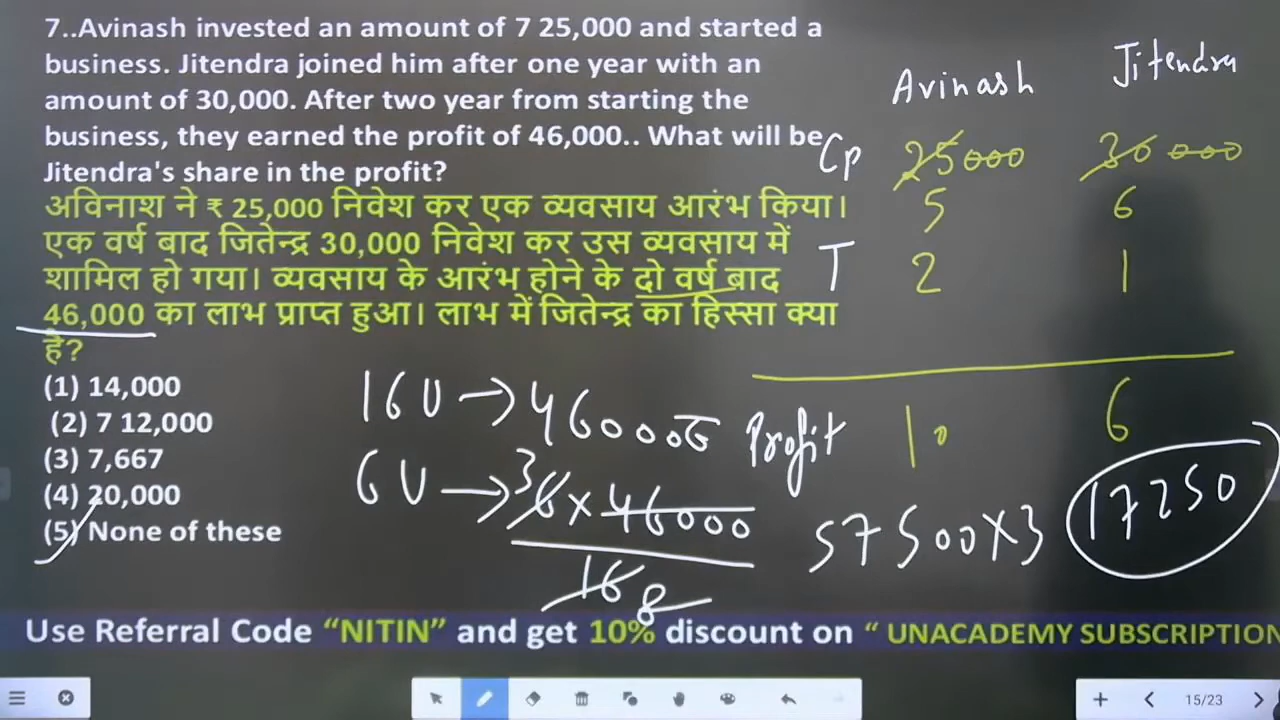 7..Avinash invested an amount of 7 25,000 and started a
business. Jitendra joined him after one year with an
amount of 30,000. After two year from starting the
business, they earned the profit of 46,000.. What will be
Jitendra's share in the profit?
अविनाश ने ₹ 25,000 निवेश कर एक व्यवसाय आरंभ किया।
एक वर्ष बाद जितेन्द्र 30,000 निवेश कर उस व्यवसाय में
शामिल हो गया। व्यवसाय के आरंभ होने के दो वर्ष बाद
46,000 का लाभ प्राप्त हुआ। लाभ में जितेन्द्र का हिस्सा क्या
है?
(1) 14,000
(2) 7 12,000
(3) 7,667
(4) 20,000
(5) None of these
Avinash Jitendra
Cp 25000 30000
5 6
T 2 1
Profit 10 6
16U → 46000
6U → 36 x 46000
16 8
57500x3 17250
Use Referral Code “NITIN” and get 10% discount on “ UNACADEMY SUBSCRIPTION
15/23